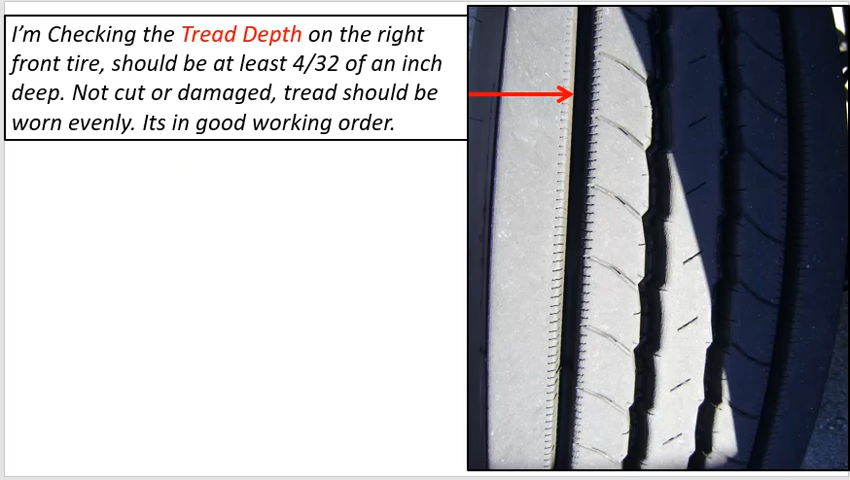 I'm Checking the Tread Depth on the right
front tire, should be at least 4/32 of an inch
deep. Not cut or damaged, tread should be
worn evenly. Its in good working order.